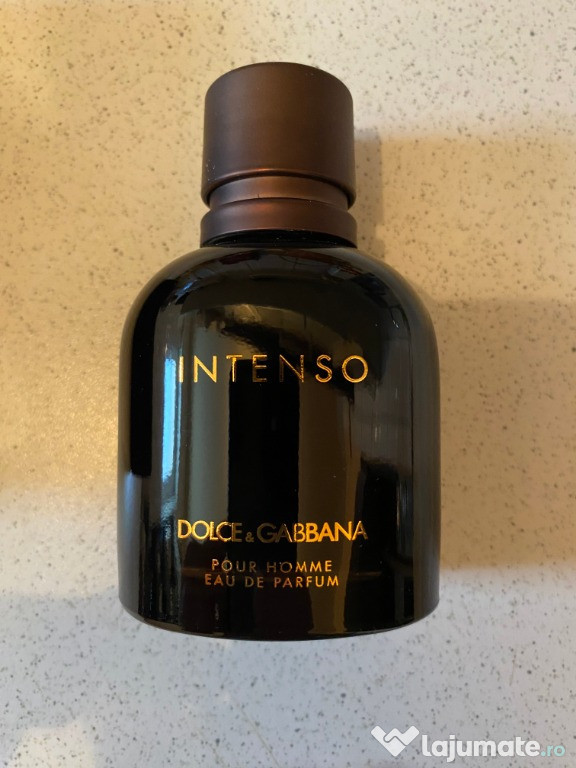 INTENSO
DOLCE & GABBANA
POUR HOMME
EAU DE PARFUM
lajumate.ro